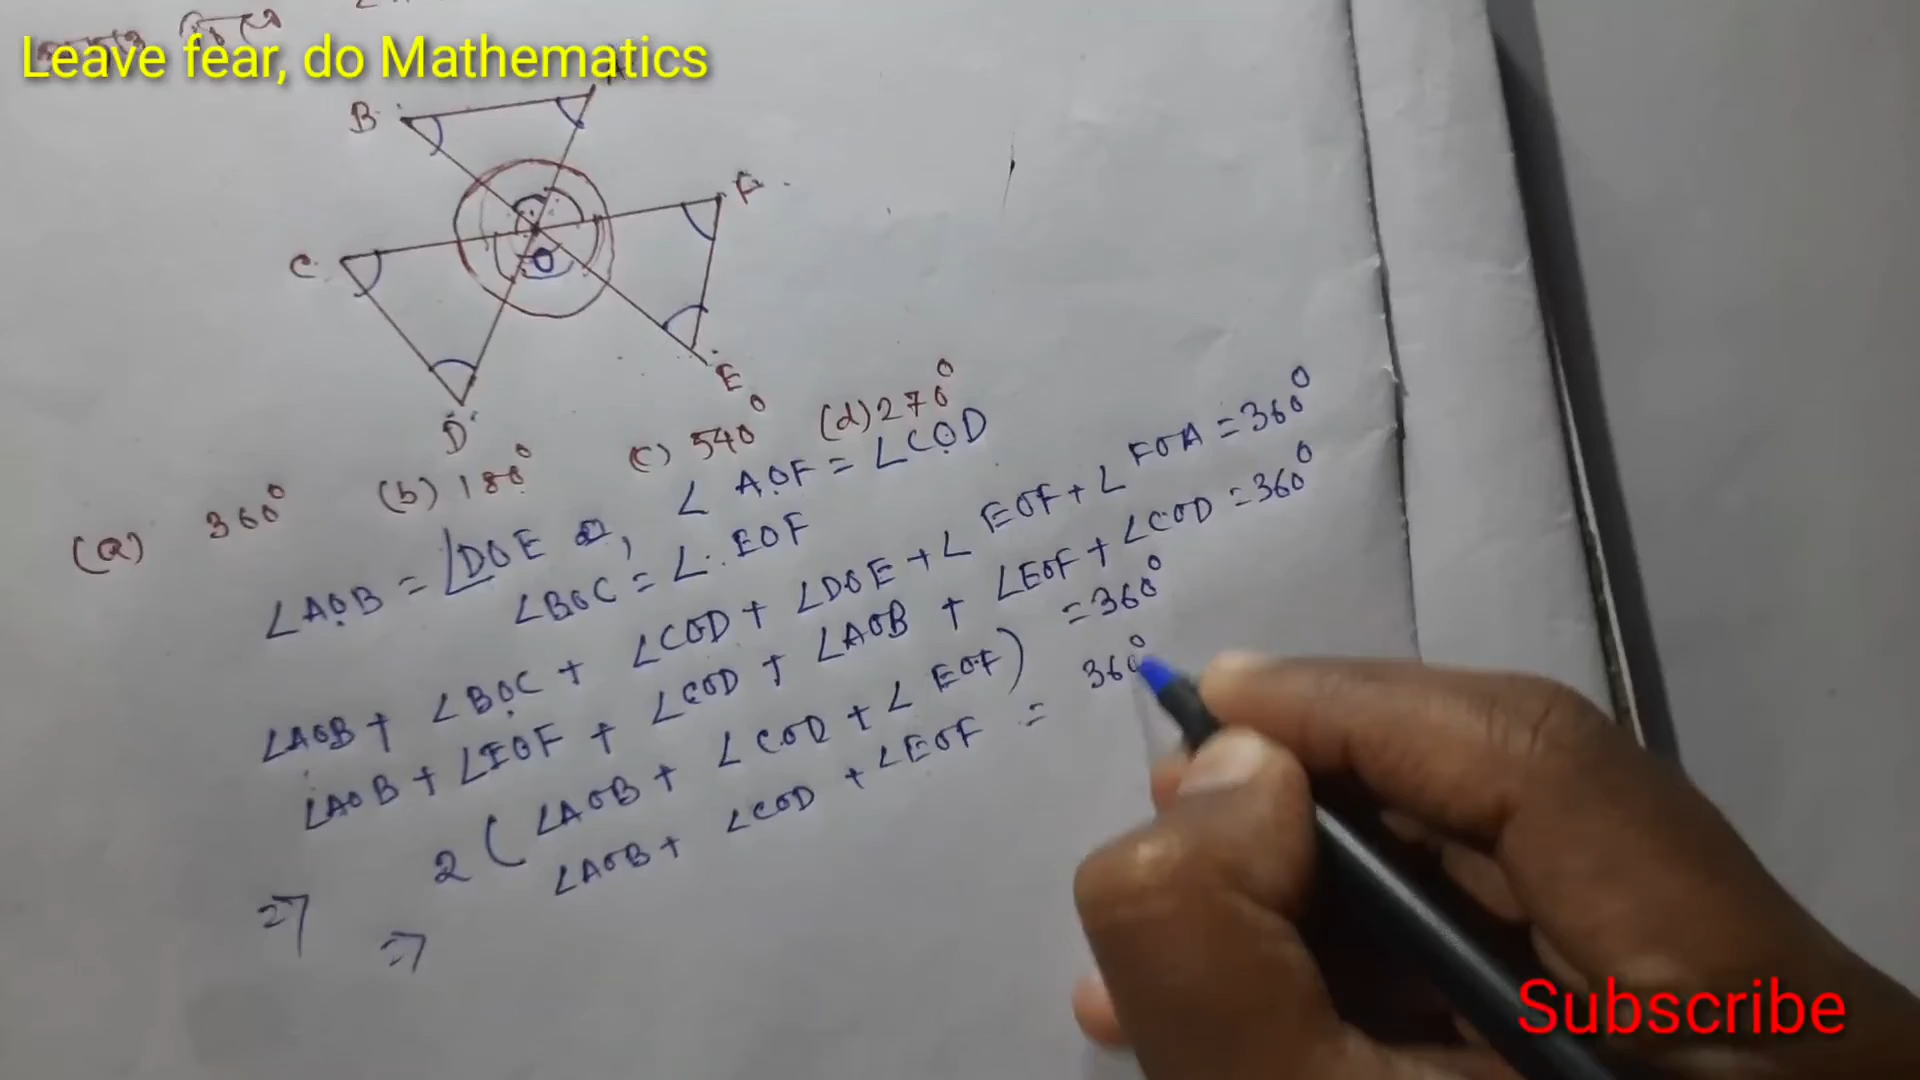 Leave fear, do Mathematics
A
B
F
C
O
E
D
(a) 360° (b) 180° (c) 540° (d) 270°
∠AOB = ∠DOE, ∠AOF = ∠COD
∠BOC = ∠EOF
∠AOB + ∠BOC + ∠COD + ∠DOE + ∠EOF + ∠FOA = 360°
∠AOB + ∠EOF + ∠COD + ∠AOB + ∠EOF + ∠COD = 360°
⇒ 2 (∠AOB + ∠COD + ∠EOF) = 360°
⇒ ∠AOB + ∠COD + ∠EOF = 360°
Subscribe